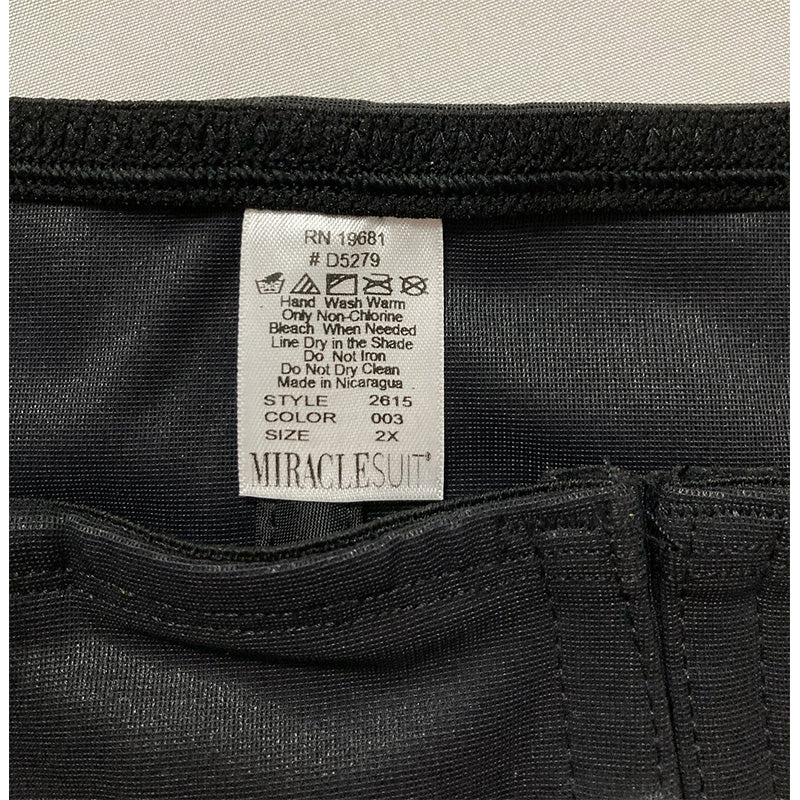 RN 19681
# D5279
Hand Wash Warm
Only Non-Chlorine
Bleach When Needed
Line Dry in the Shade
Do Not Iron
Do Not Dry Clean
Made in Nicaragua
STYLE 2615
COLOR 003
SIZE 2X
MIRACLESUIT®